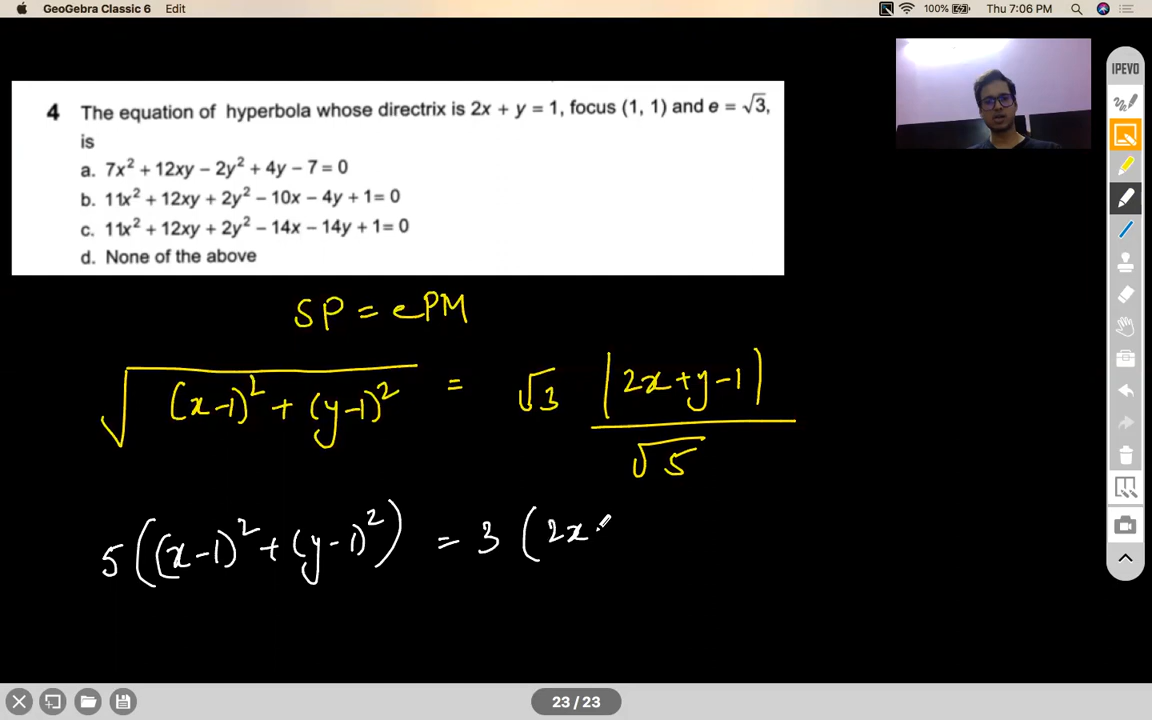 GeoGebra Classic 6 Edit 100% Thu 7:06 PM
IPEVO
4 The equation of hyperbola whose directrix is 2x + y = 1, focus (1, 1) and e = √3,
is
a. 7x² + 12xy – 2y² + 4y – 7 = 0
b. 11x² + 12xy + 2y² – 10x – 4y + 1 = 0
c. 11x² + 12xy + 2y² – 14x – 14y + 1 = 0
d. None of the above
SP = ePM
√((x-1)² + (y-1)²) = √3 |2x+y-1| / √5
5((x-1)² + (y-1)²) = 3 (2x
23 / 23